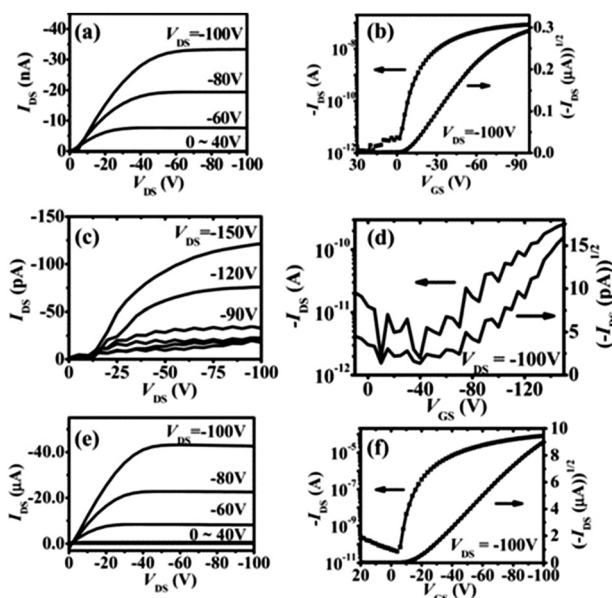 (a)
V_DS=-100V
-80V
-60V
0 ~ 40V
-40
-30
-20
-10
0
I_DS (nA)
0 -20 -40 -60 -80 -100
V_DS (V)
(b)
V_DS=-100V
10⁻⁸
10⁻¹⁰
10⁻¹²
-I_DS (A)
0.3
0.2
0.1
0.0
(-I_DS (μA))^1/2
30 0 -30 -60 -90
V_GS (V)
(c)
V_DS=-150V
-120V
-90V
-150
-100
-50
0
I_DS (pA)
0 -25 -50 -75 -100
V_DS (V)
(d)
V_DS = -100V
10⁻¹⁰
10⁻¹¹
10⁻¹²
-I_DS (A)
15
10
5
0
(-I_DS (pA))^1/2
0 -40 -80 -120
V_GS (V)
(e)
V_DS=-100V
-80V
-60V
0 ~ 40V
-40.0
-20.0
0.0
I_DS (μA)
0 -20 -40 -60 -80 -100
V_DS (V)
(f)
V_DS = -100V
10⁻⁵
10⁻⁷
10⁻⁹
10⁻¹¹
-I_DS (A)
10
8
6
4
2
0
(-I_DS (μA))^1/2
20 0 -20 -40 -60 -80 -100
V_GS (V)